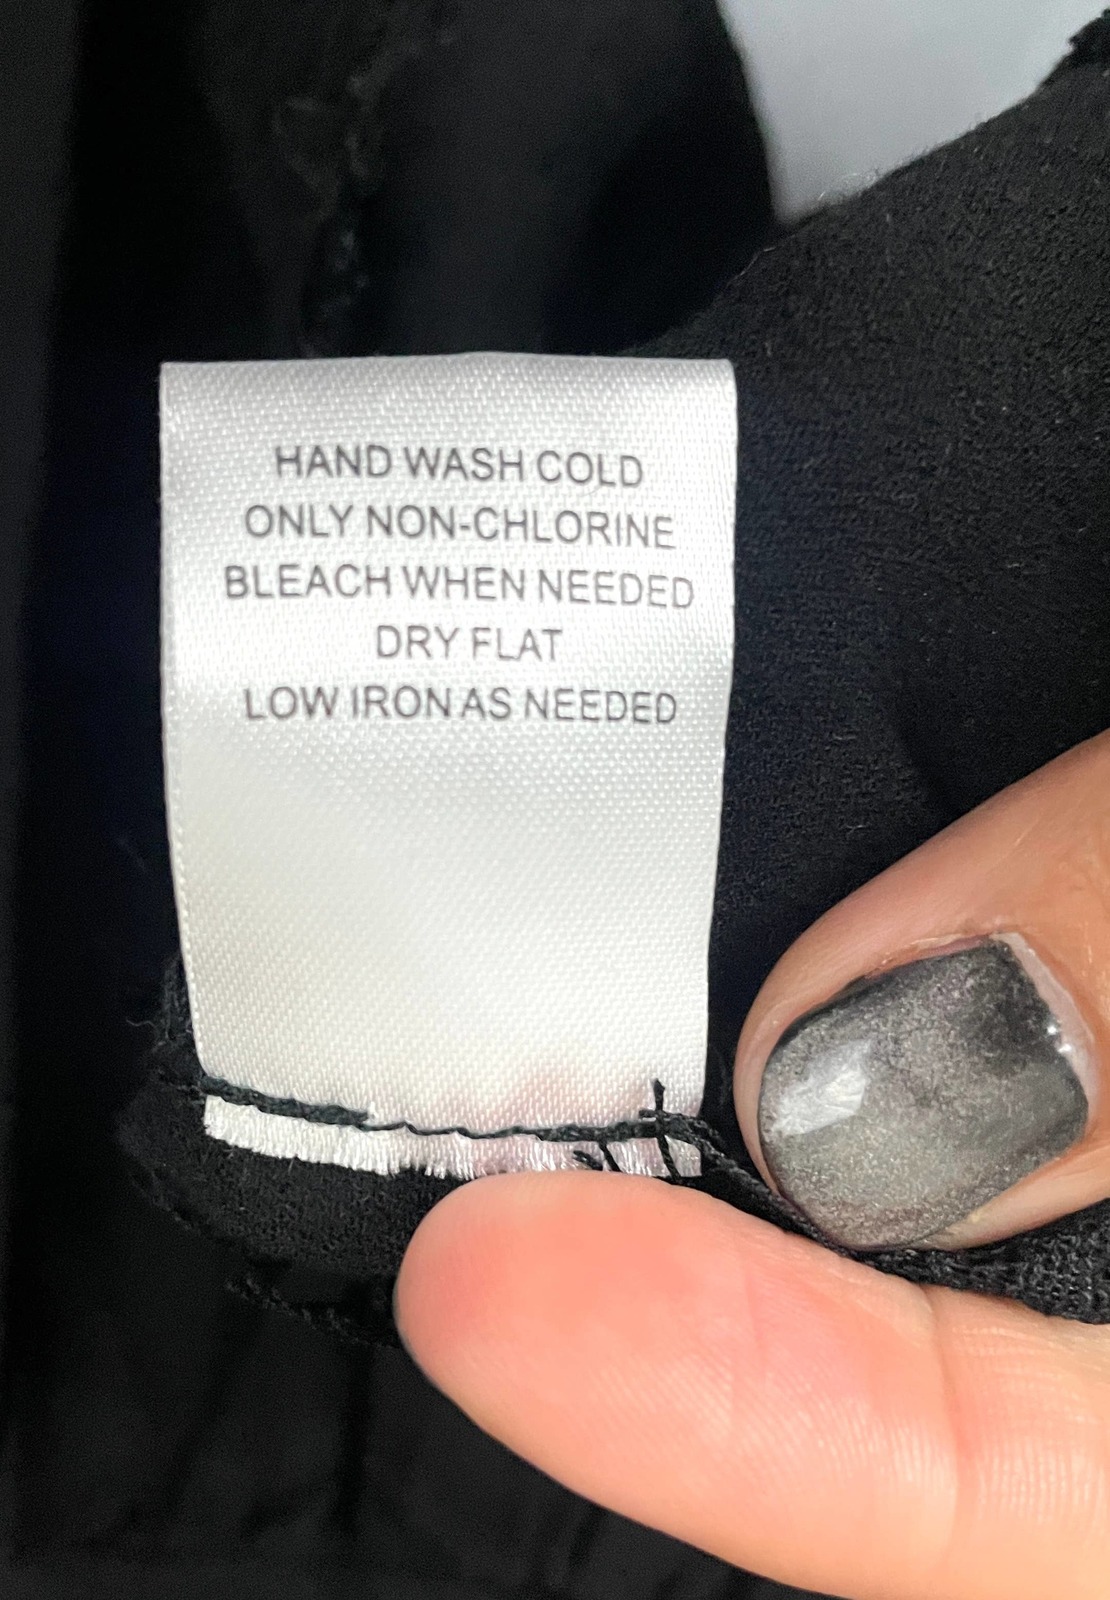 HAND WASH COLD
ONLY NON-CHLORINE
BLEACH WHEN NEEDED
DRY FLAT
LOW IRON AS NEEDED